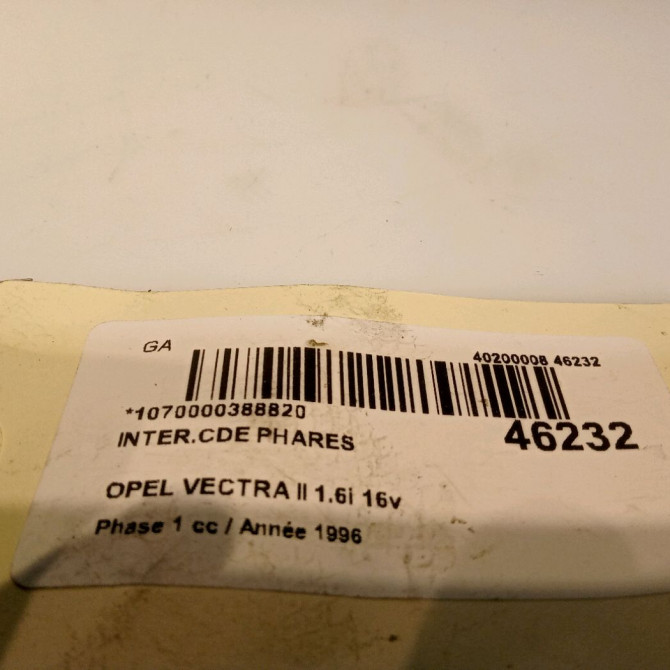 GA
40200008 46232
*1070000388820
46232
INTER.CDE PHARES
OPEL VECTRA II 1.6i 16v
Phase 1 cc / Année 1996